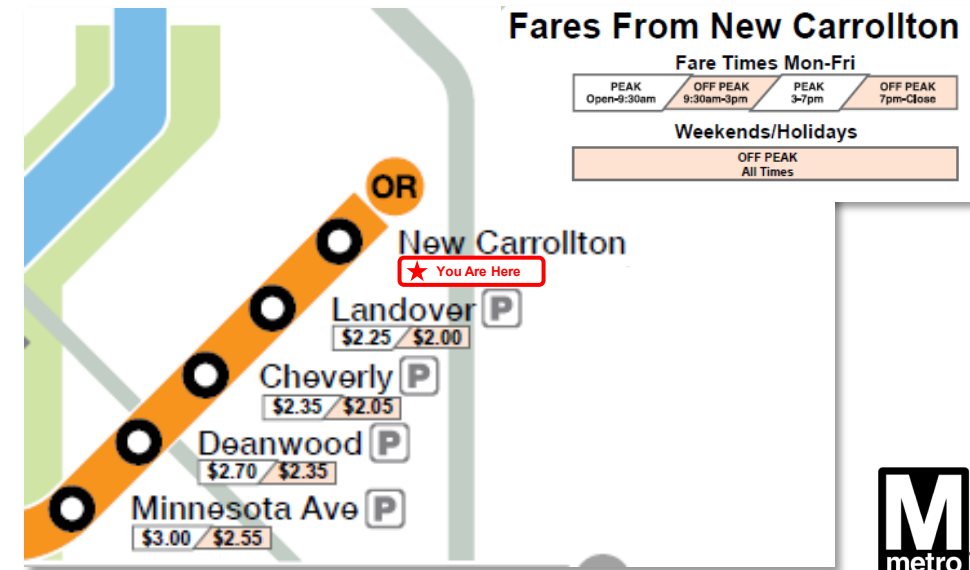 Fares From New Carrollton
Fare Times Mon-Fri
PEAK OFF PEAK PEAK OFF PEAK
Open-9:30am 9:30am-3pm 3-7pm 7pm-Close
Weekends/Holidays
OFF PEAK
All Times
OR
New Carrollton
You Are Here
Landover P
$2.25 $2.00
Cheverly P
$2.35 $2.05
Deanwood P
$2.70 $2.35
Minnesota Ave P
$3.00 $2.55
M
metro